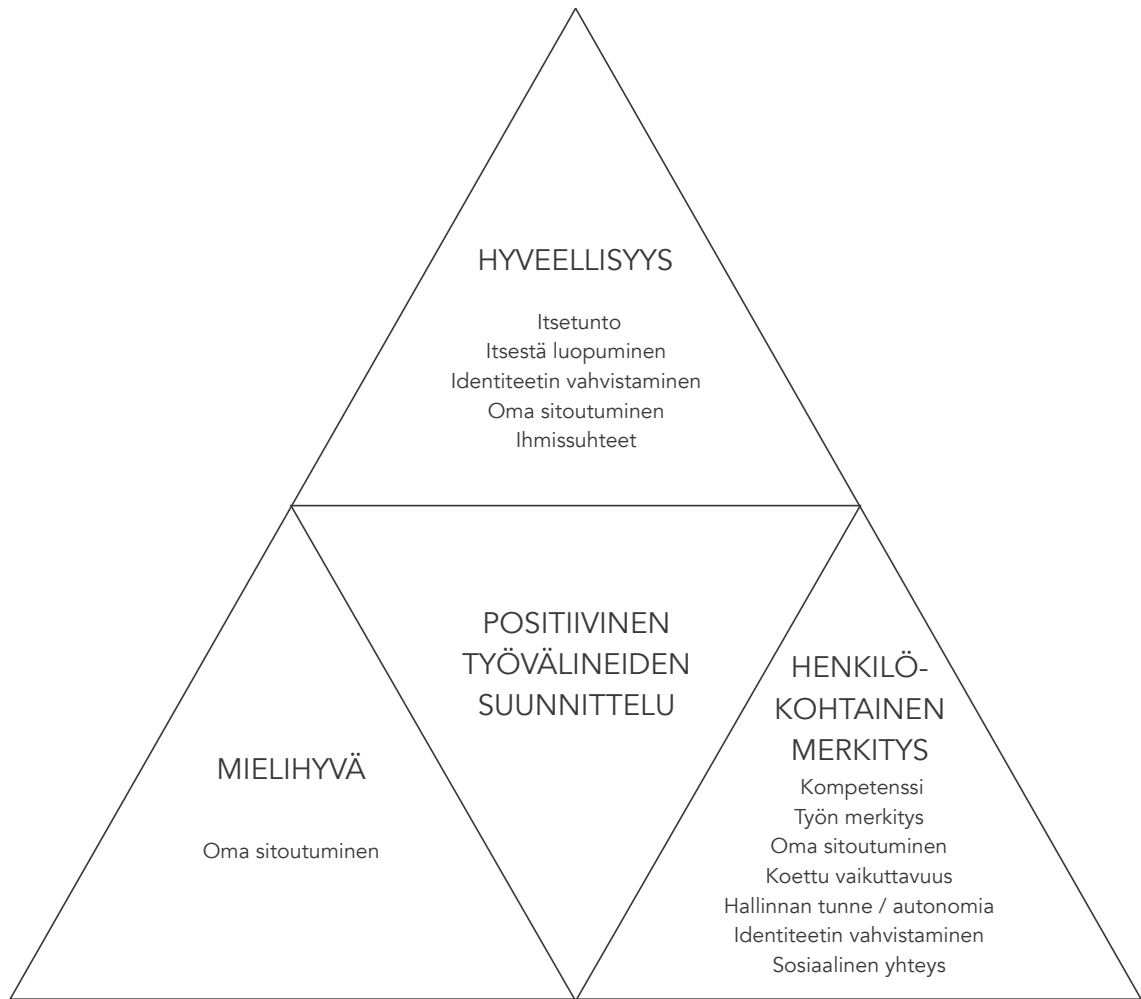 HYVEELLISYYS
Itsetunto
Itsestä luopuminen
Identiteetin vahvistaminen
Oma sitoutuminen
Ihmissuhteet
POSITIIVINEN
TYÖVÄLINEIDEN
SUUNNITTELU
MIELIHYVÄ
Oma sitoutuminen
HENKILÖ-
KOHTAINEN
MERKITYS
Kompetenssi
Työn merkitys
Oma sitoutuminen
Koettu vaikuttavuus
Hallinnan tunne / autonomia
Identiteetin vahvistaminen
Sosiaalinen yhteys